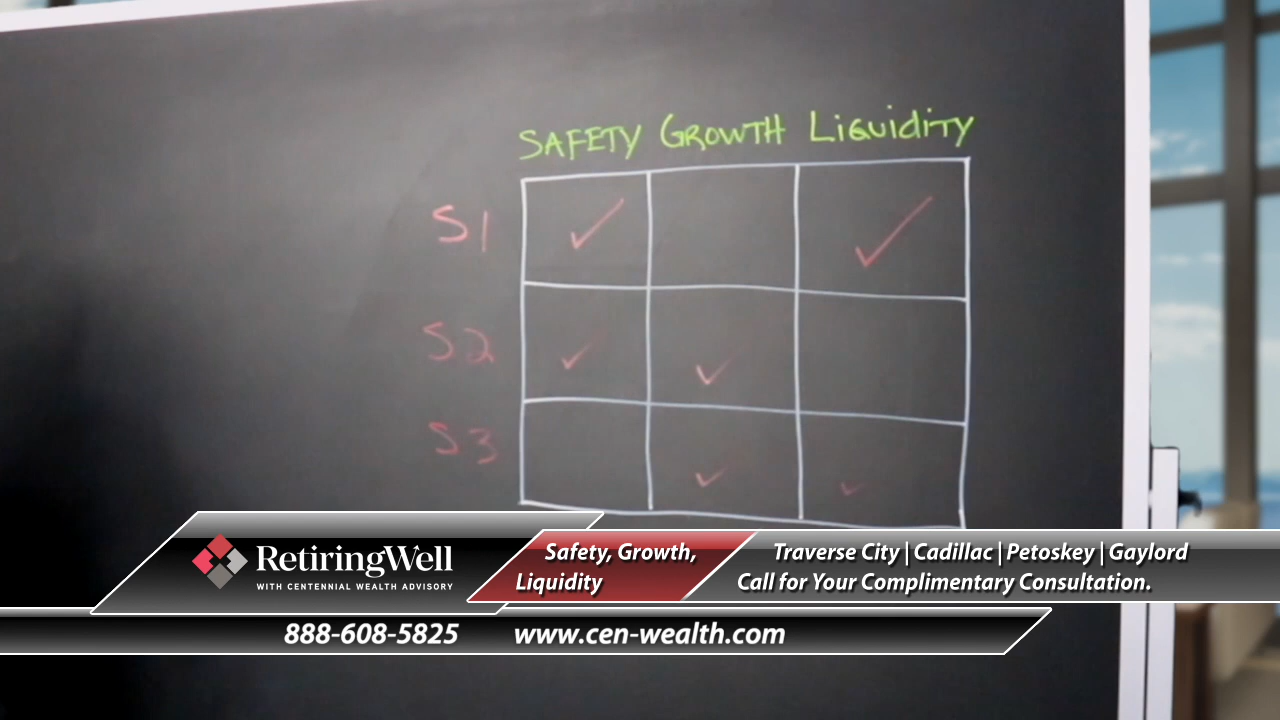 SAFETY GROWTH LIQUIDITY
S1
S2
S3
RetiringWell
WITH CENTENNIAL WEALTH ADVISORY
Safety, Growth,
Liquidity
Traverse City | Cadillac | Petoskey | Gaylord
Call for Your Complimentary Consultation.
888-608-5825 www.cen-wealth.com